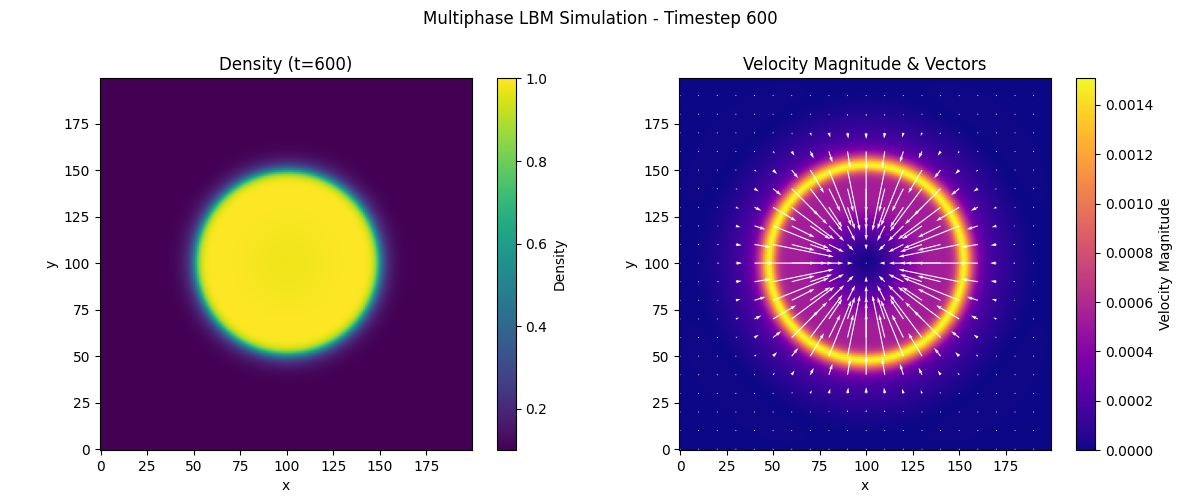 Multiphase LBM Simulation - Timestep 600
Density (t=600)
175
150
125
100
75
50
25
0
y
0 25 50 75 100 125 150 175
x
1.0
0.8
0.6
0.4
0.2
Density
Velocity Magnitude & Vectors
175
150
125
100
75
50
25
0
y
0 25 50 75 100 125 150 175
x
0.0014
0.0012
0.0010
0.0008
0.0006
0.0004
0.0002
0.0000
Velocity Magnitude